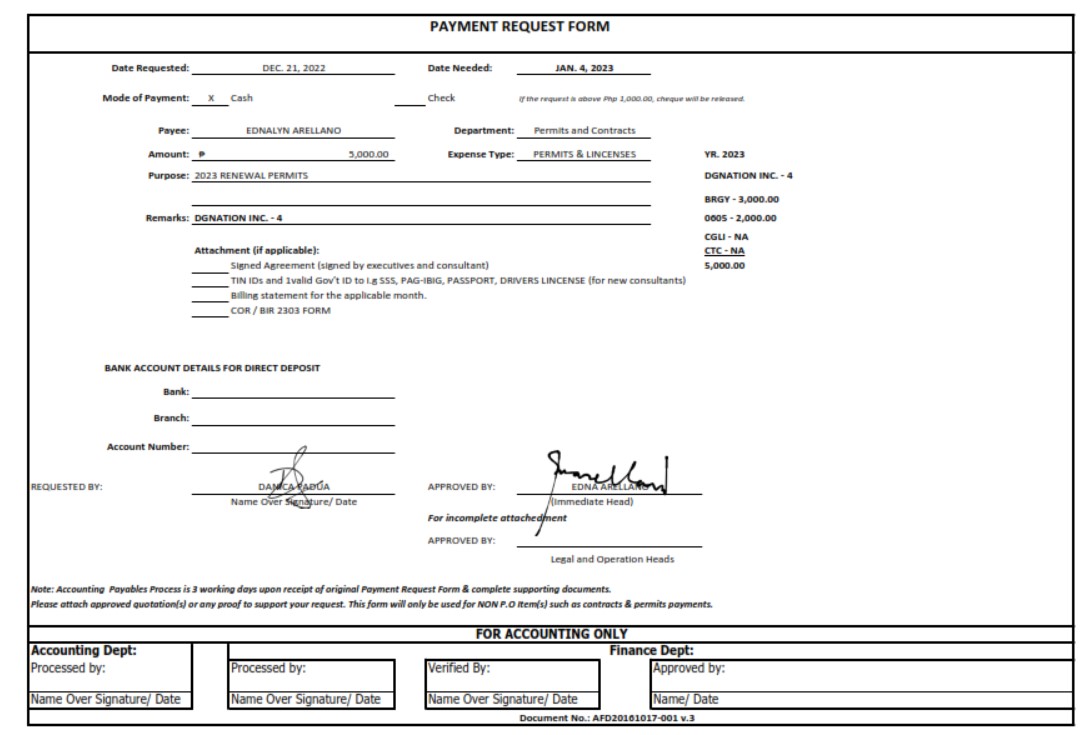 PAYMENT REQUEST FORM
Date Requested: DEC. 21, 2022 Date Needed: JAN. 4, 2023
Mode of Payment: X Cash Check If the request is above Php 1,000.00, cheque will be released.
Payee: EDNALYN ARELLANO Department: Permits and Contracts
Amount: ₱ 5,000.00 Expense Type: PERMITS & LINCENSES YR. 2023
Purpose: 2023 RENEWAL PERMITS DGNATION INC. - 4
BRGY - 3,000.00
Remarks: DGNATION INC. - 4 0605 - 2,000.00
CGLI - NA
Attachment (if applicable): CTC - NA
Signed Agreement (signed by executives and consultant) 5,000.00
TIN IDs and 1valid Gov't ID to i.g SSS, PAG-IBIG, PASSPORT, DRIVERS LINCENSE (for new consultants)
Billing statement for the applicable month.
COR / BIR 2303 FORM
BANK ACCOUNT DETAILS FOR DIRECT DEPOSIT
Bank:
Branch:
Account Number:
REQUESTED BY: DANICA PADUA APPROVED BY: EDNA ARELLANO
Name Over Signature/ Date (Immediate Head)
For incomplete attachedment
APPROVED BY:
Legal and Operation Heads
Note: Accounting Payables Process is 3 working days upon receipt of original Payment Request Form & complete supporting documents.
Please attach approved quotation(s) or any proof to support your request. This form will only be used for NON P.O Item(s) such as contracts & permits payments.
FOR ACCOUNTING ONLY
Accounting Dept: Finance Dept:
Processed by: Processed by: Verified By: Approved by:
Name Over Signature/ Date Name Over Signature/ Date Name Over Signature/ Date Name/ Date
Document No.: AFD20161017-001 v.3